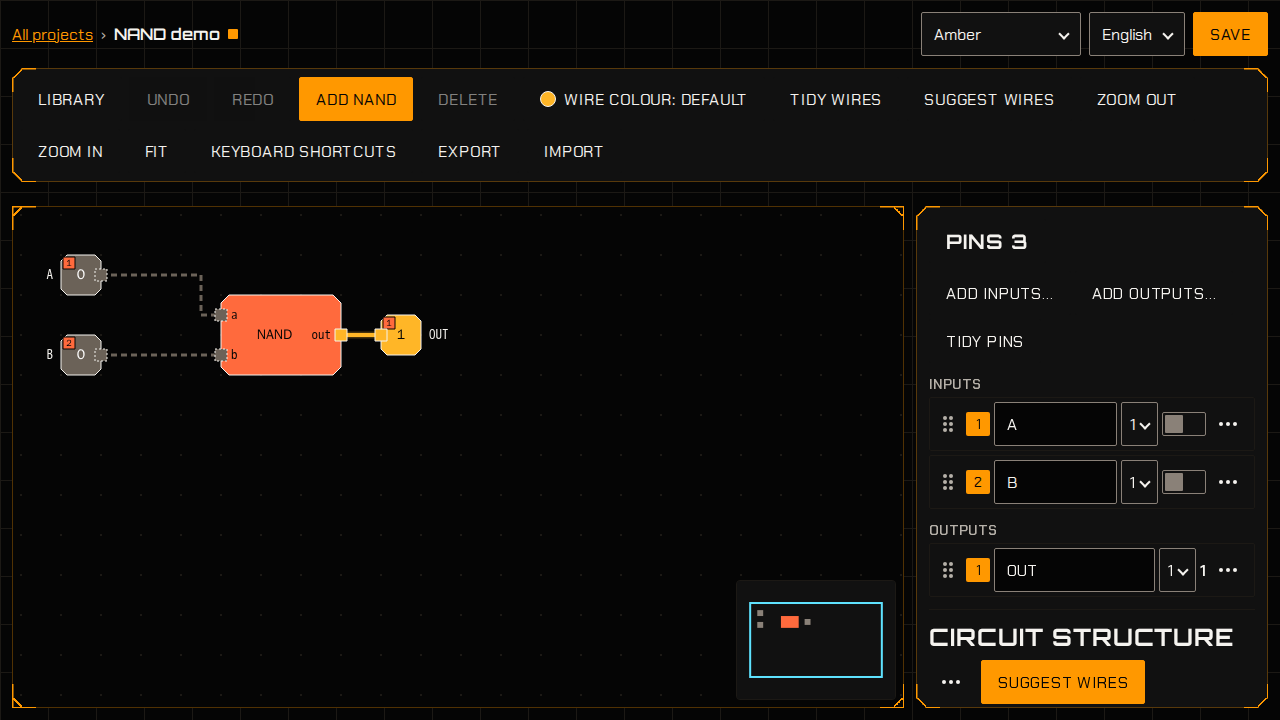 All projects › NAND demo
Amber
English
SAVE
LIBRARY UNDO REDO ADD NAND DELETE WIRE COLOUR: DEFAULT TIDY WIRES SUGGEST WIRES ZOOM OUT
ZOOM IN FIT KEYBOARD SHORTCUTS EXPORT IMPORT
A 1 0
B 2 0
a
b
NAND out
1 1 OUT
PINS 3
ADD INPUTS... ADD OUTPUTS...
TIDY PINS
INPUTS
1 A 1
2 B 1
OUTPUTS
1 OUT 1 1
CIRCUIT STRUCTURE
SUGGEST WIRES